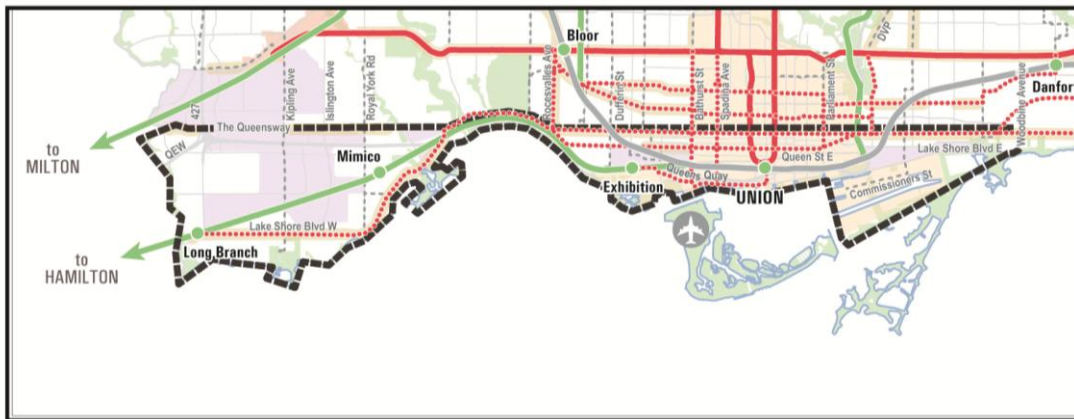 Bloor
DVP
Danfor
427
Kipling Ave
Islington Ave
Royal York Rd
Roncesvalles Ave
Dufferin St
Bathurst St
Spadina Ave
Parliament St
Woodbine Avenue
The Queensway
to
MILTON
QEW
Mimico
Lake Shore Blvd E
Queen St E
Queens Quay
Exhibition
UNION
Commissioners St
Lake Shore Blvd W
Long Branch
to
HAMILTON